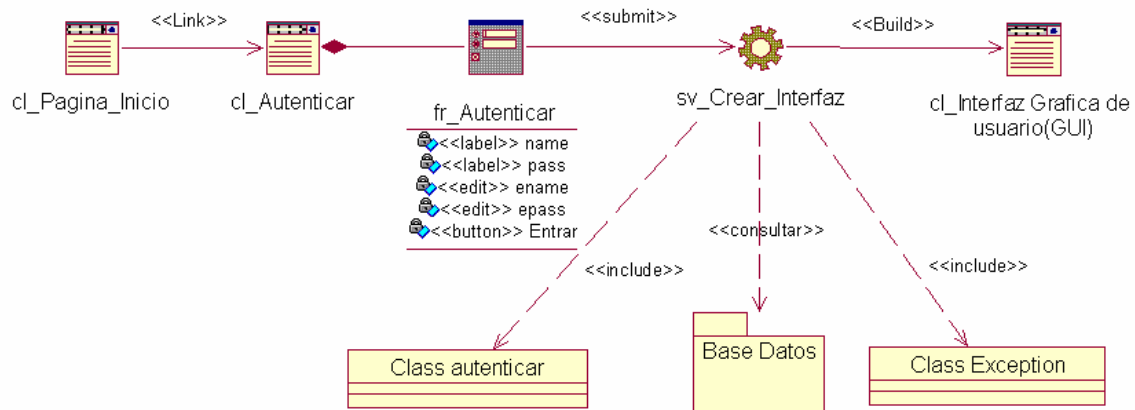 <<Link>>
<<submit>>
<<Build>>
cl_Pagina_Inicio
cl_Autenticar
fr_Autenticar
sv_Crear_Interfaz
cl_Interfaz Grafica de
usuario(GUI)
<<label>> name
<<label>> pass
<<edit>> ename
<<edit>> epass
<<button>> Entrar
<<consultar>>
<<include>>
<<include>>
Class autenticar
Base Datos
Class Exception